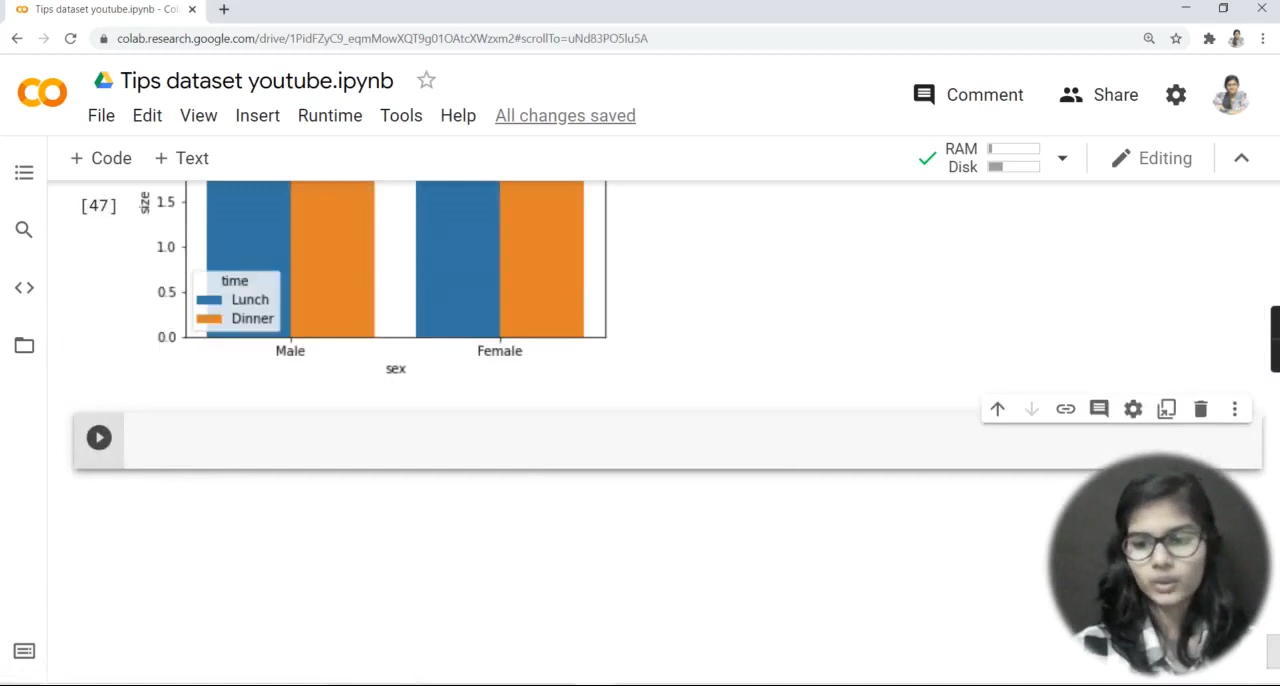 Tips dataset youtube.ipynb - Col
colab.research.google.com/drive/1PidFZyC9_eqmMowXQT9g01OAtcXWzxm2#scrollTo=uNd83PO5lu5A
Tips dataset youtube.ipynb
Comment
Share
File Edit View Insert Runtime Tools Help All changes saved
+ Code + Text
RAM
Disk
Editing
[47]
size
1.5
1.0
0.5
0.0
time
Lunch
Dinner
Male Female
sex